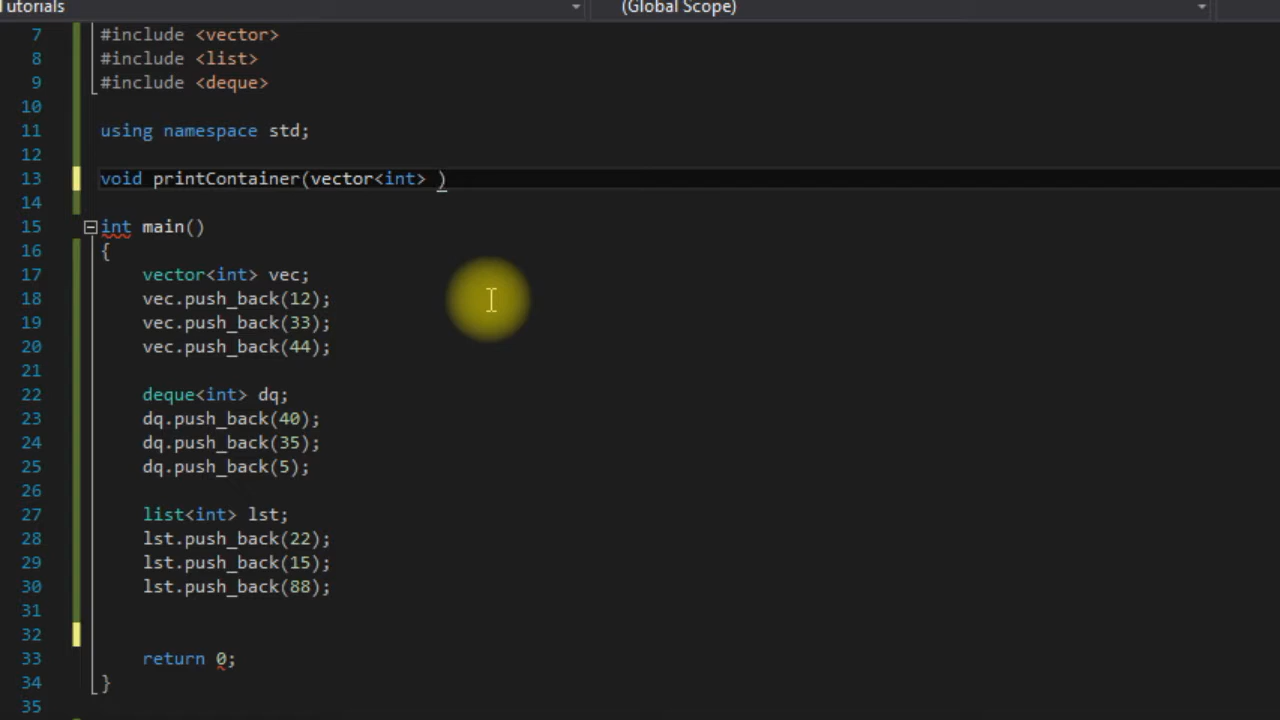 Tutorials (Global Scope)
7 #include <vector>
8 #include <list>
9 #include <deque>
10
11 using namespace std;
12
13 void printContainer(vector<int> )
14
15 int main()
16 {
17 vector<int> vec;
18 vec.push_back(12);
19 vec.push_back(33);
20 vec.push_back(44);
21
22 deque<int> dq;
23 dq.push_back(40);
24 dq.push_back(35);
25 dq.push_back(5);
26
27 list<int> lst;
28 lst.push_back(22);
29 lst.push_back(15);
30 lst.push_back(88);
31
32
33 return 0;
34 }
35